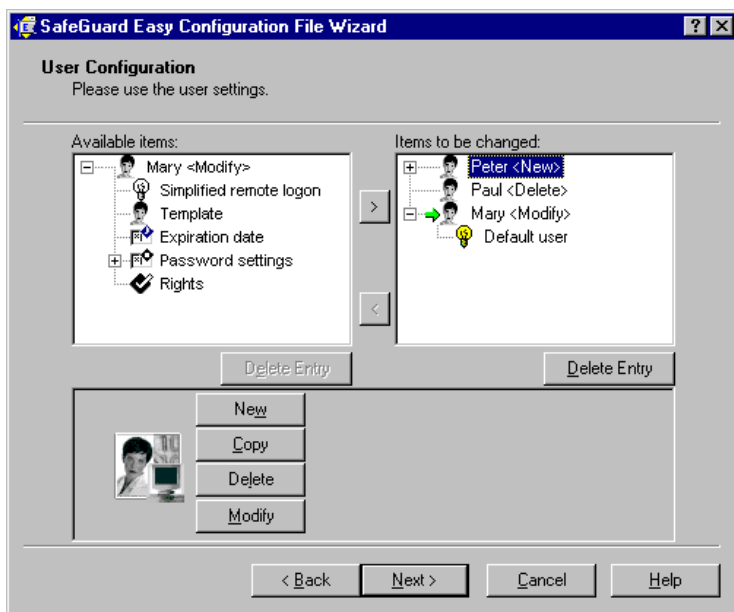 SafeGuard Easy Configuration File Wizard
User Configuration
Please use the user settings.
Available items:
Items to be changed:
Mary <Modify>
Simplified remote logon
Template
Expiration date
Password settings
Rights
>
<
Peter <New>
Paul <Delete>
Mary <Modify>
Default user
Delete Entry
Delete Entry
New
Copy
Delete
Modify
< Back
Next >
Cancel
Help